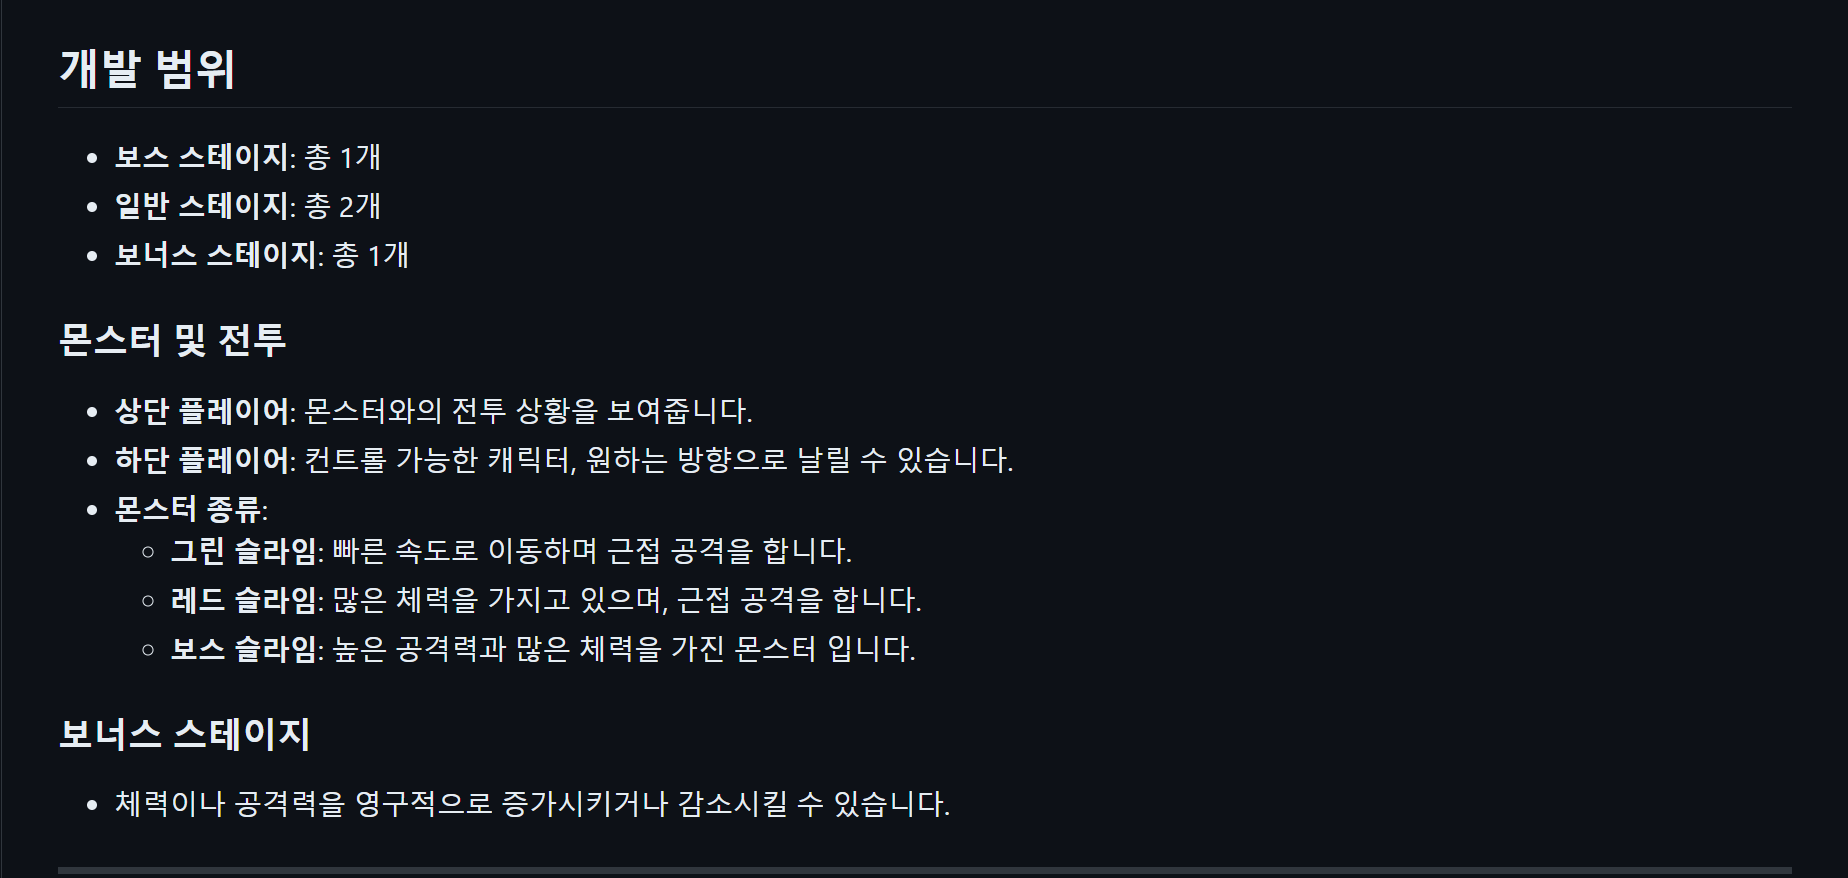 개발 범위
보스 스테이지: 총 1개
일반 스테이지: 총 2개
보너스 스테이지: 총 1개
몬스터 및 전투
상단 플레이어: 몬스터와의 전투 상황을 보여줍니다.
하단 플레이어: 컨트롤 가능한 캐릭터, 원하는 방향으로 날릴 수 있습니다.
몬스터 종류:
그린 슬라임: 빠른 속도로 이동하며 근접 공격을 합니다.
레드 슬라임: 많은 체력을 가지고 있으며, 근접 공격을 합니다.
보스 슬라임: 높은 공격력과 많은 체력을 가진 몬스터 입니다.
보너스 스테이지
체력이나 공격력을 영구적으로 증가시키거나 감소시킬 수 있습니다.